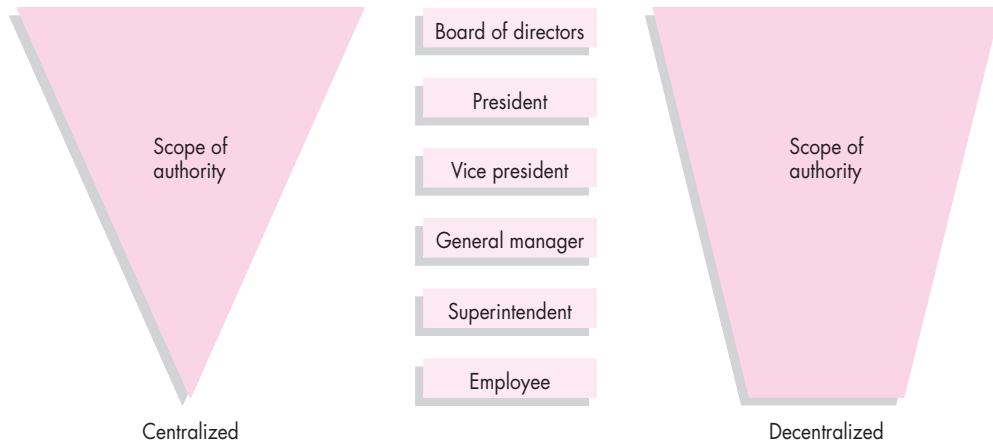 Scope of
authority
Centralized
Board of directors
President
Vice president
General manager
Superintendent
Employee
Scope of
authority
Decentralized